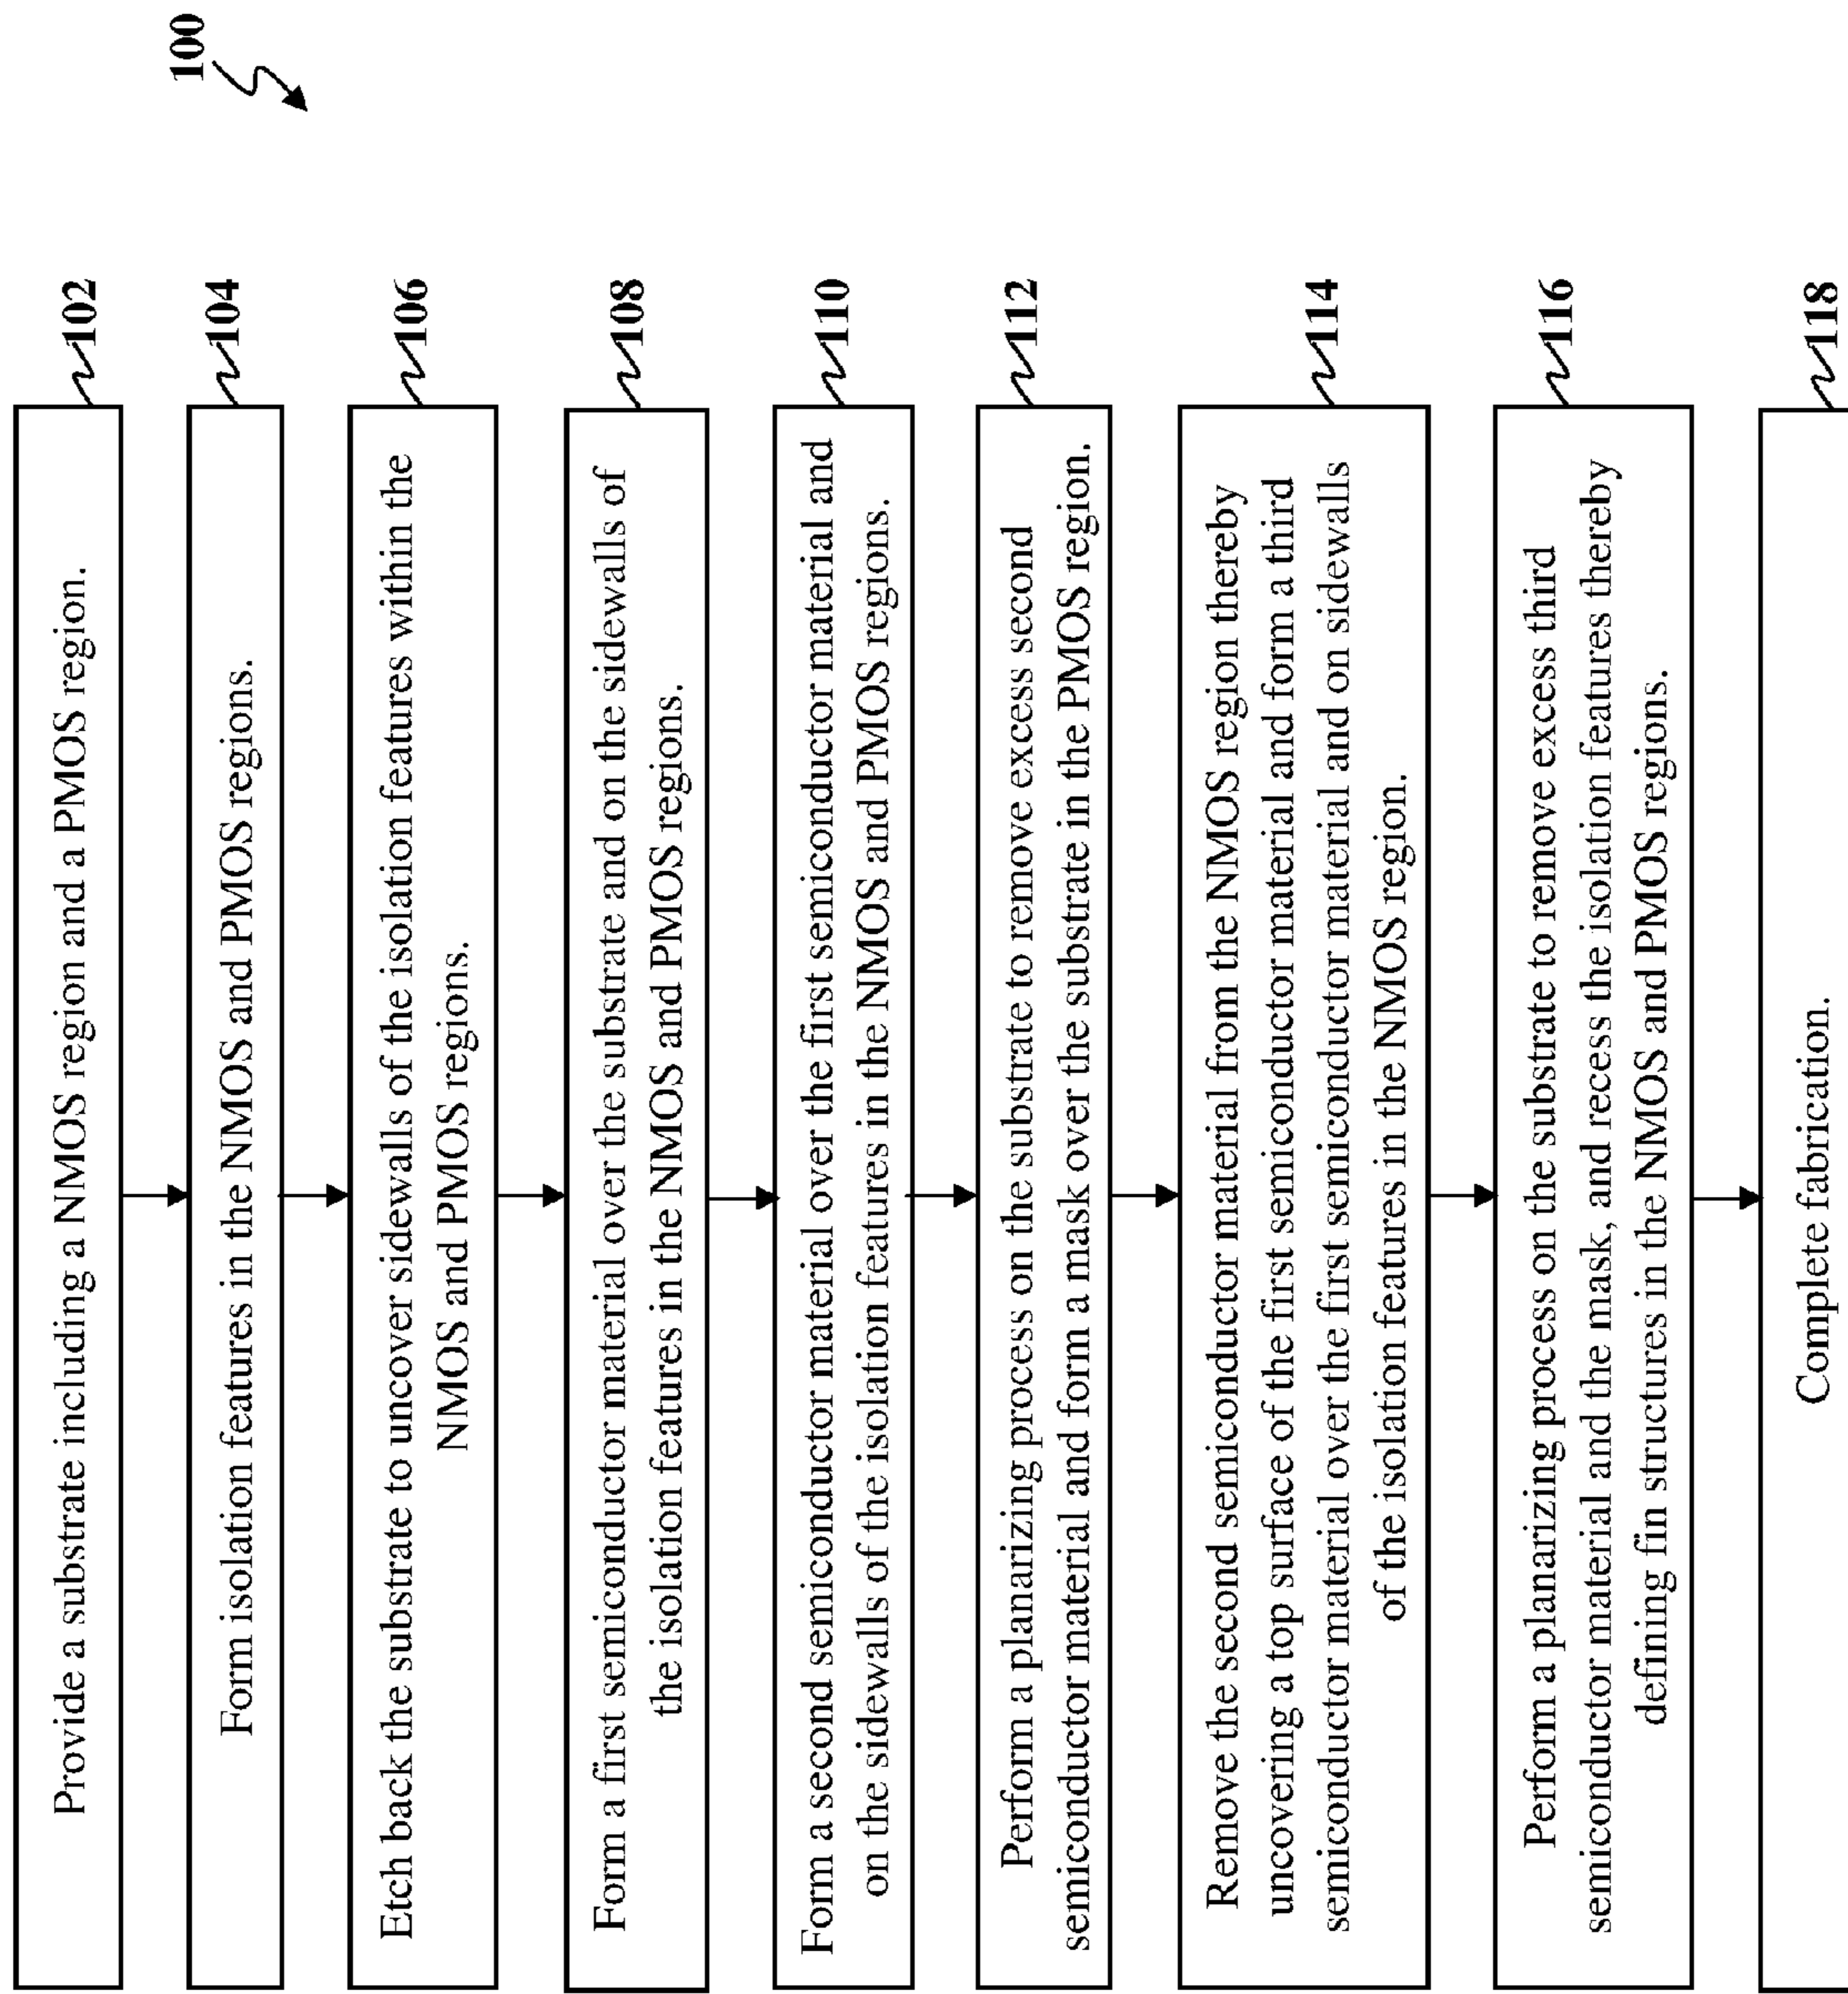 100
Provide a substrate including a NMOS region and a PMOS region.
102
Form isolation features in the NMOS and PMOS regions.
104
Etch back the substrate to uncover sidewalls of the isolation features within the
NMOS and PMOS regions.
106
Form a first semiconductor material over the substrate and on the sidewalls of
the isolation features in the NMOS and PMOS regions.
108
Form a second semiconductor material over the first semiconductor material and
on the sidewalls of the isolation features in the NMOS and PMOS regions.
110
Perform a planarizing process on the substrate to remove excess second
semiconductor material and form a mask over the substrate in the PMOS region.
112
Remove the second semiconductor material from the NMOS region thereby
uncovering a top surface of the first semiconductor material and form a third
semiconductor material over the first semiconductor material and on sidewalls
of the isolation features in the NMOS region.
114
Perform a planarizing process on the substrate to remove excess third
semiconductor material and the mask, and recess the isolation features thereby
defining fin structures in the NMOS and PMOS regions.
116
Complete fabrication.
118